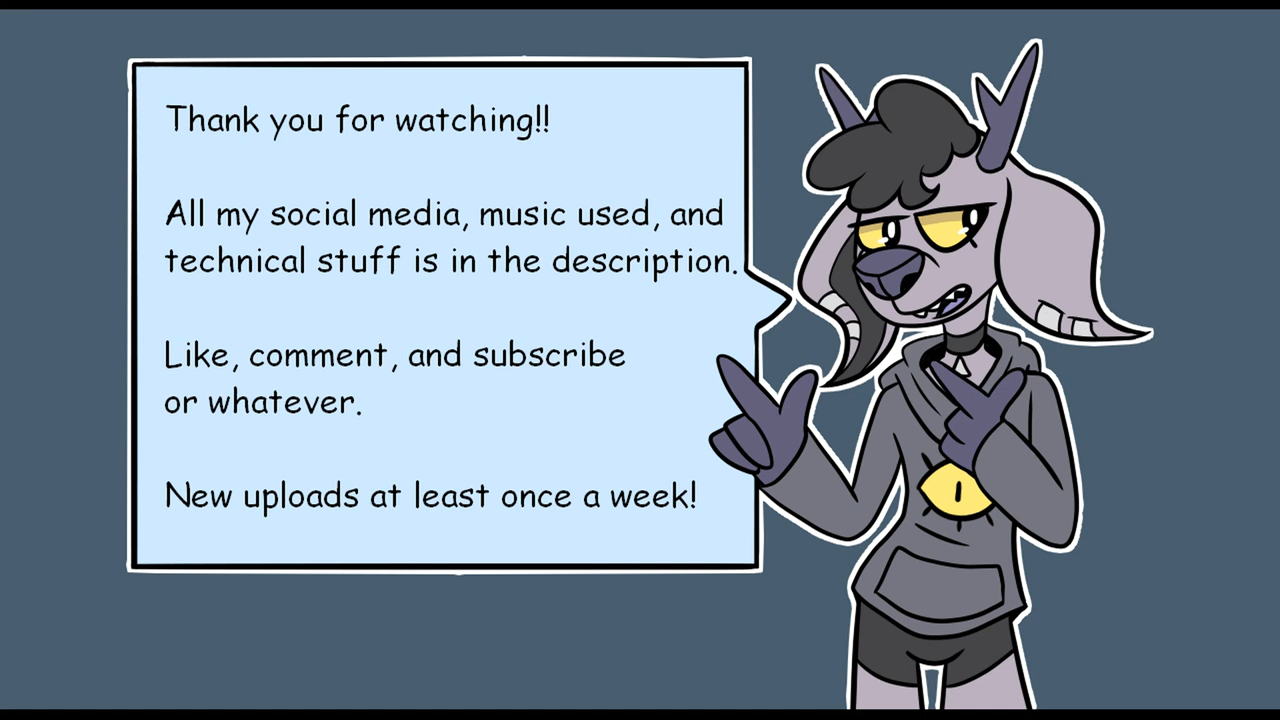 Thank you for watching!!
All my social media, music used, and
technical stuff is in the description.
Like, comment, and subscribe
or whatever.
New uploads at least once a week!